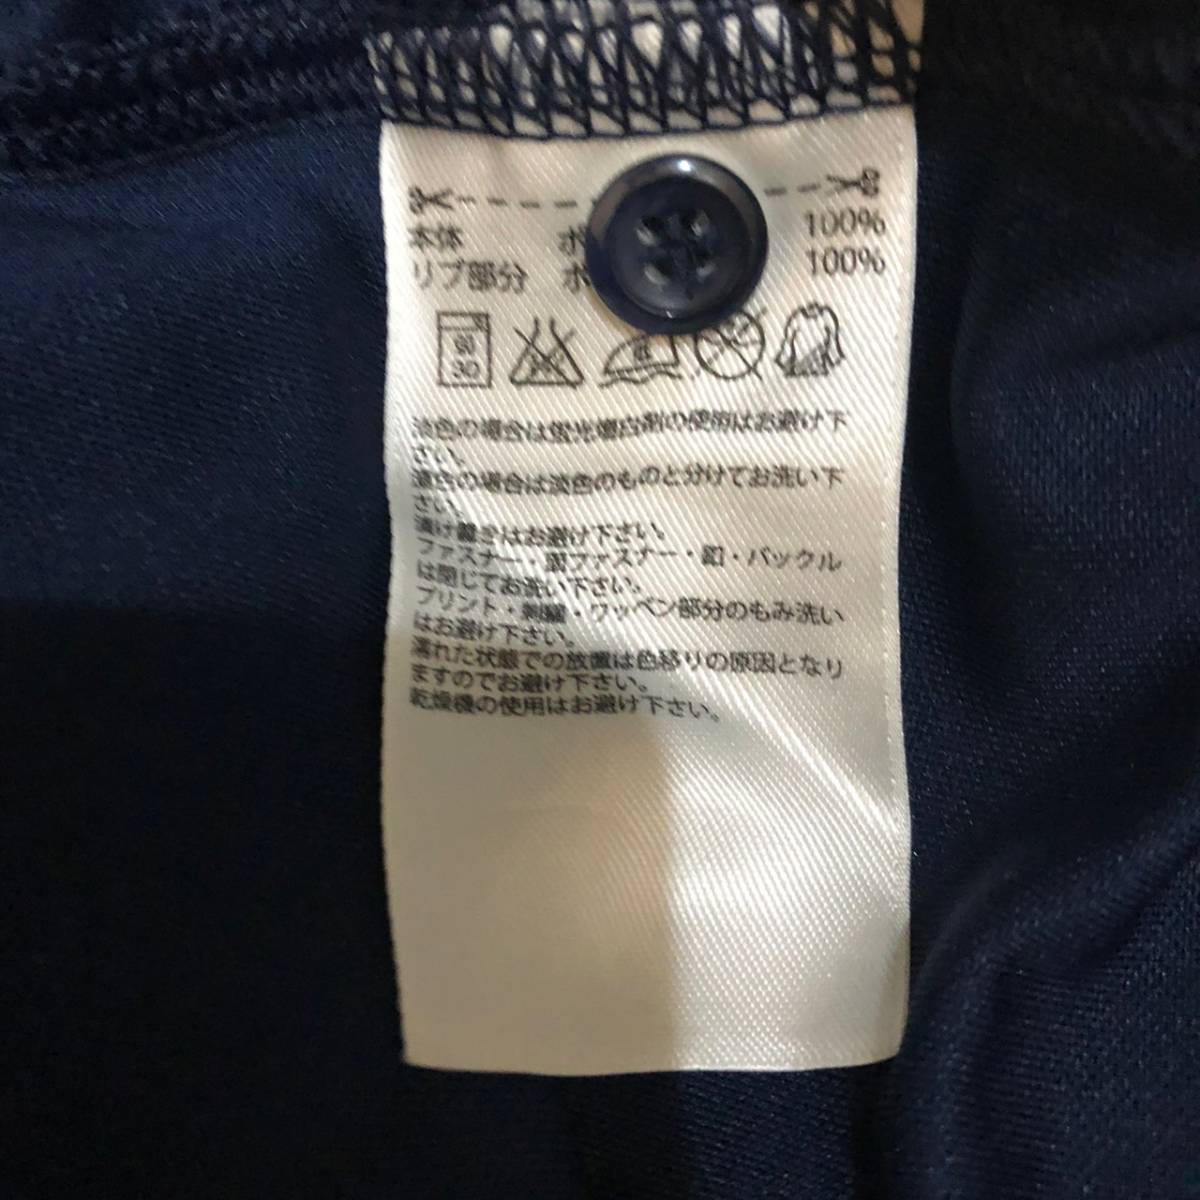 本体 ポ 100%
リブ部分 ポ 100%
弱
30
低
淡色の場合は蛍光増白剤の使用はお避け下
さい。
濃色の場合は淡色のものと分けてお洗い下
さい。
漬け置きはお避け下さい。
ファスナー・面ファスナー・釦・バックル
は閉じてお洗い下さい。
プリント・刺繍・ワッペン部分のもみ洗い
はお避け下さい。
濡れた状態での放置は色移りの原因となり
ますのでお避け下さい。
乾燥機の使用はお避け下さい。